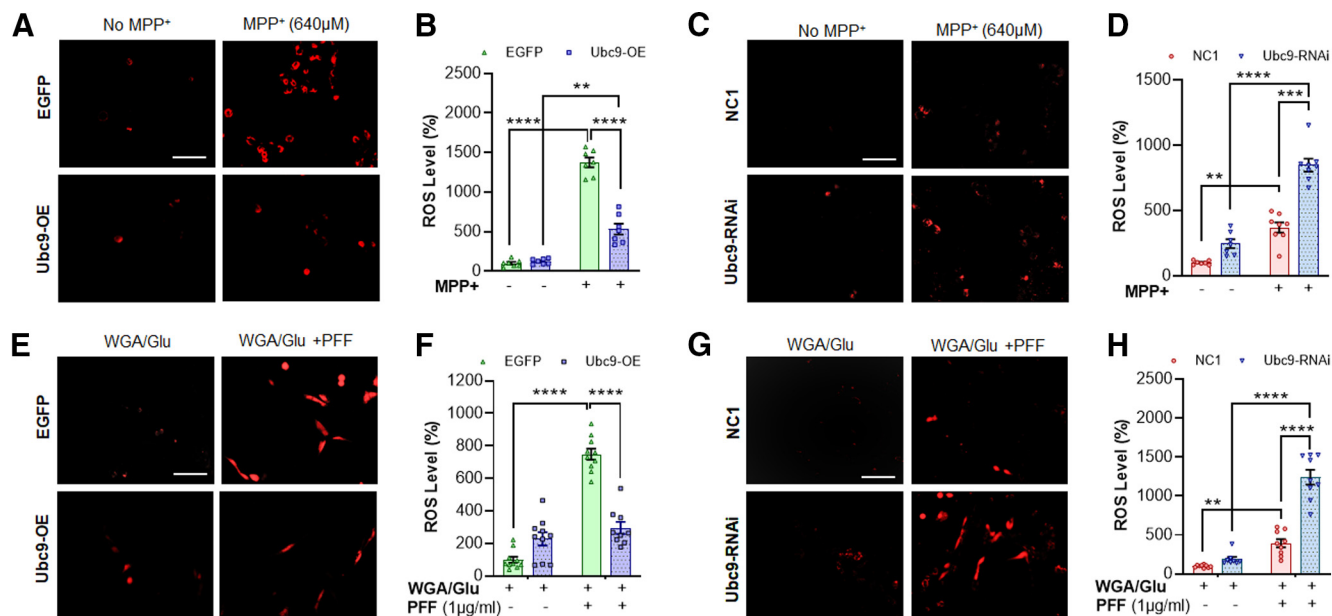 A
No MPP⁺
MPP⁺ (640µM)
EGFP
Ubc9-OE
B
EGFP
Ubc9-OE
ROS Level (%)
2500
2000
1500
1000
500
0
**
****
****
MPP+
- - + +
C
No MPP⁺
MPP⁺ (640µM)
NC1
Ubc9-RNAi
D
NC1
Ubc9-RNAi
ROS Level (%)
1500
1000
500
0
****
***
**
MPP+
- - + +
E
WGA/Glu
WGA/Glu +PFF
EGFP
Ubc9-OE
F
EGFP
Ubc9-OE
ROS Level (%)
1200
1000
800
600
400
200
0
****
****
WGA/Glu
+ + + +
PFF (1µg/ml)
- - + +
G
WGA/Glu
WGA/Glu +PFF
NC1
Ubc9-RNAi
H
NC1
Ubc9-RNAi
ROS Level (%)
2500
2000
1500
1000
500
0
****
****
**
WGA/Glu
+ + + +
PFF (1µg/ml)
- - + +